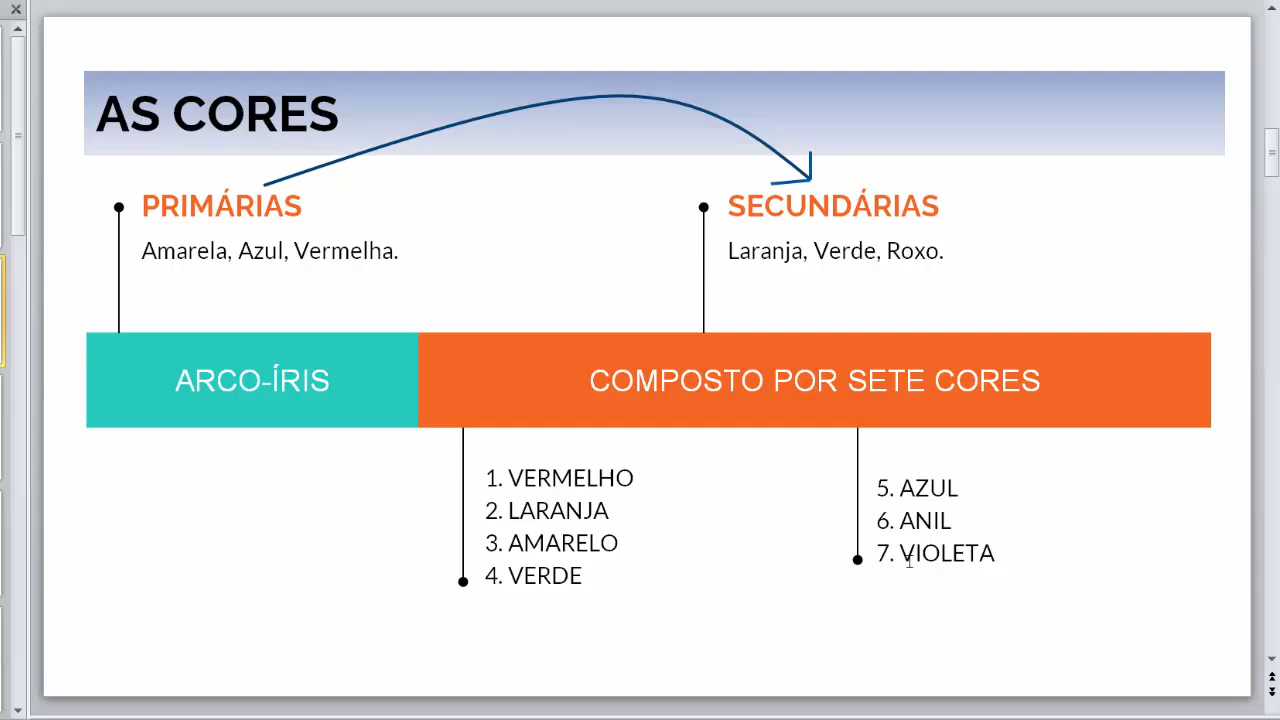 AS CORES
PRIMÁRIAS
Amarela, Azul, Vermelha.
SECUNDÁRIAS
Laranja, Verde, Roxo.
ARCO-ÍRIS
COMPOSTO POR SETE CORES
1. VERMELHO
2. LARANJA
3. AMARELO
4. VERDE
5. AZUL
6. ANIL
7. VIOLETA